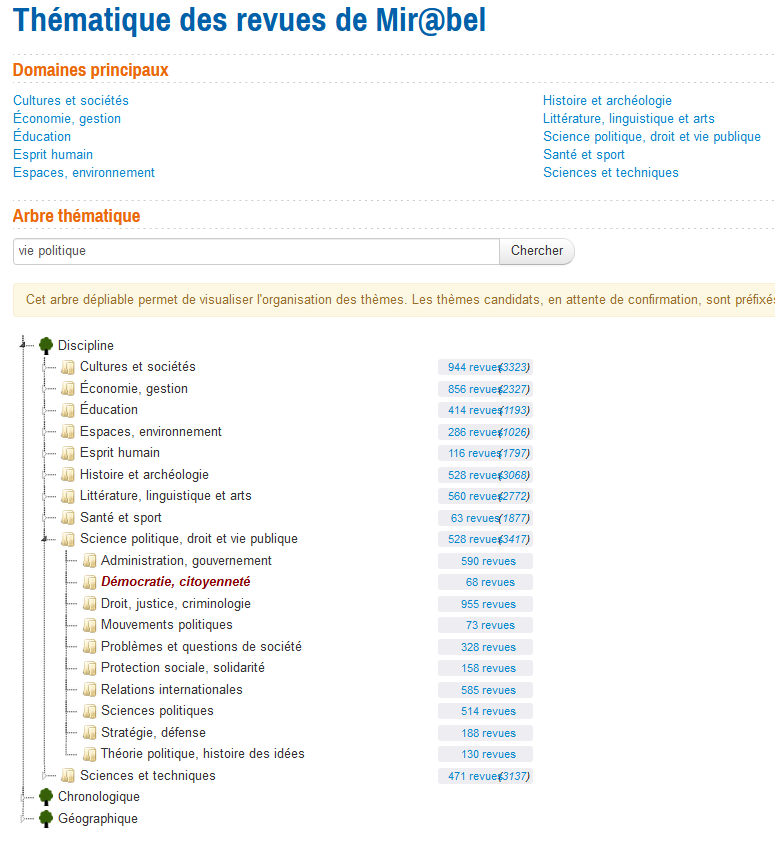 Thématique des revues de Mir@bel
Domaines principaux
Cultures et sociétés
Économie, gestion
Éducation
Esprit humain
Espaces, environnement
Histoire et archéologie
Littérature, linguistique et arts
Science politique, droit et vie publique
Santé et sport
Sciences et techniques
Arbre thématique
vie politique
Chercher
Cet arbre dépliable permet de visualiser l'organisation des thèmes. Les thèmes candidats, en attente de confirmation, sont préfixés
Discipline
Cultures et sociétés 944 revues (3323)
Économie, gestion 856 revues (2327)
Éducation 414 revues (1193)
Espaces, environnement 286 revues (1026)
Esprit humain 116 revues (1797)
Histoire et archéologie 528 revues (3068)
Littérature, linguistique et arts 560 revues (2772)
Santé et sport 63 revues (1877)
Science politique, droit et vie publique 528 revues (3417)
Administration, gouvernement 590 revues
Démocratie, citoyenneté 68 revues
Droit, justice, criminologie 955 revues
Mouvements politiques 73 revues
Problèmes et questions de société 328 revues
Protection sociale, solidarité 158 revues
Relations internationales 585 revues
Sciences politiques 514 revues
Stratégie, défense 188 revues
Théorie politique, histoire des idées 130 revues
Sciences et techniques 471 revues (3137)
Chronologique
Géographique